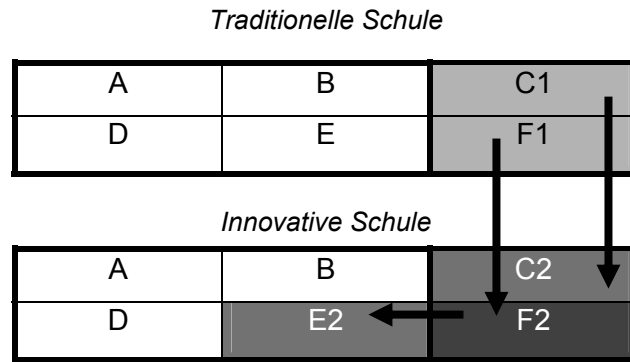 Traditionelle Schule
A B C1
D E F1
Innovative Schule
A B C2
D E2 F2